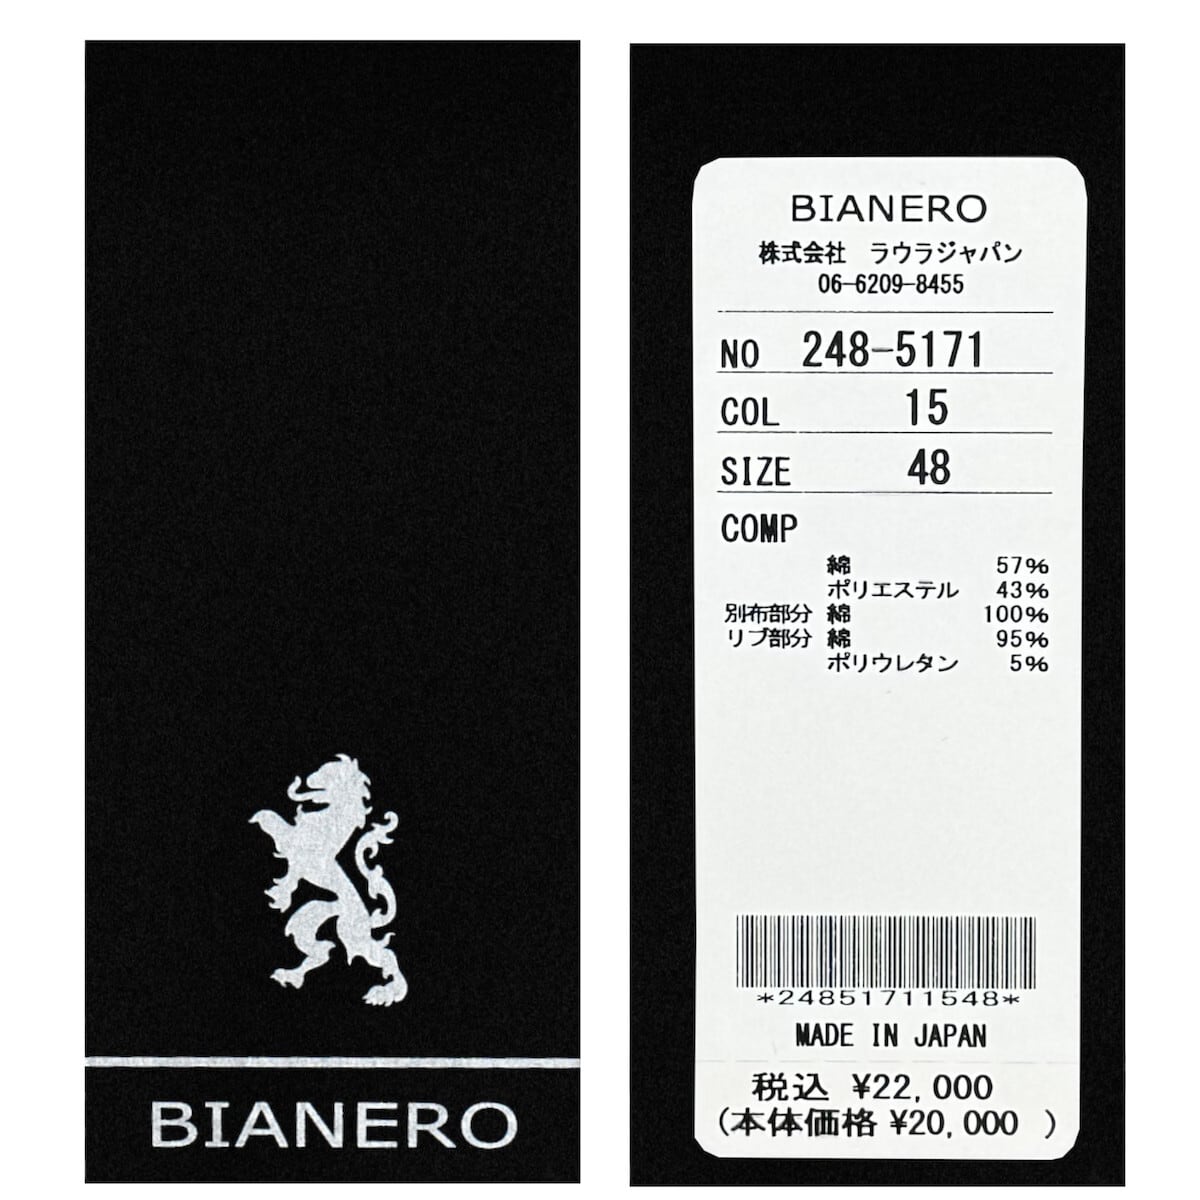 BIANERO
BIANERO
株式会社 ラウラジャパン
06-6209-8455
NO 248-5171
COL 15
SIZE 48
COMP
綿 57%
ポリエステル 43%
別布部分 綿 100%
リブ部分 綿 95%
ポリウレタン 5%
*24851711548*
MADE IN JAPAN
税込 ¥22,000
(本体価格 ¥20,000 )